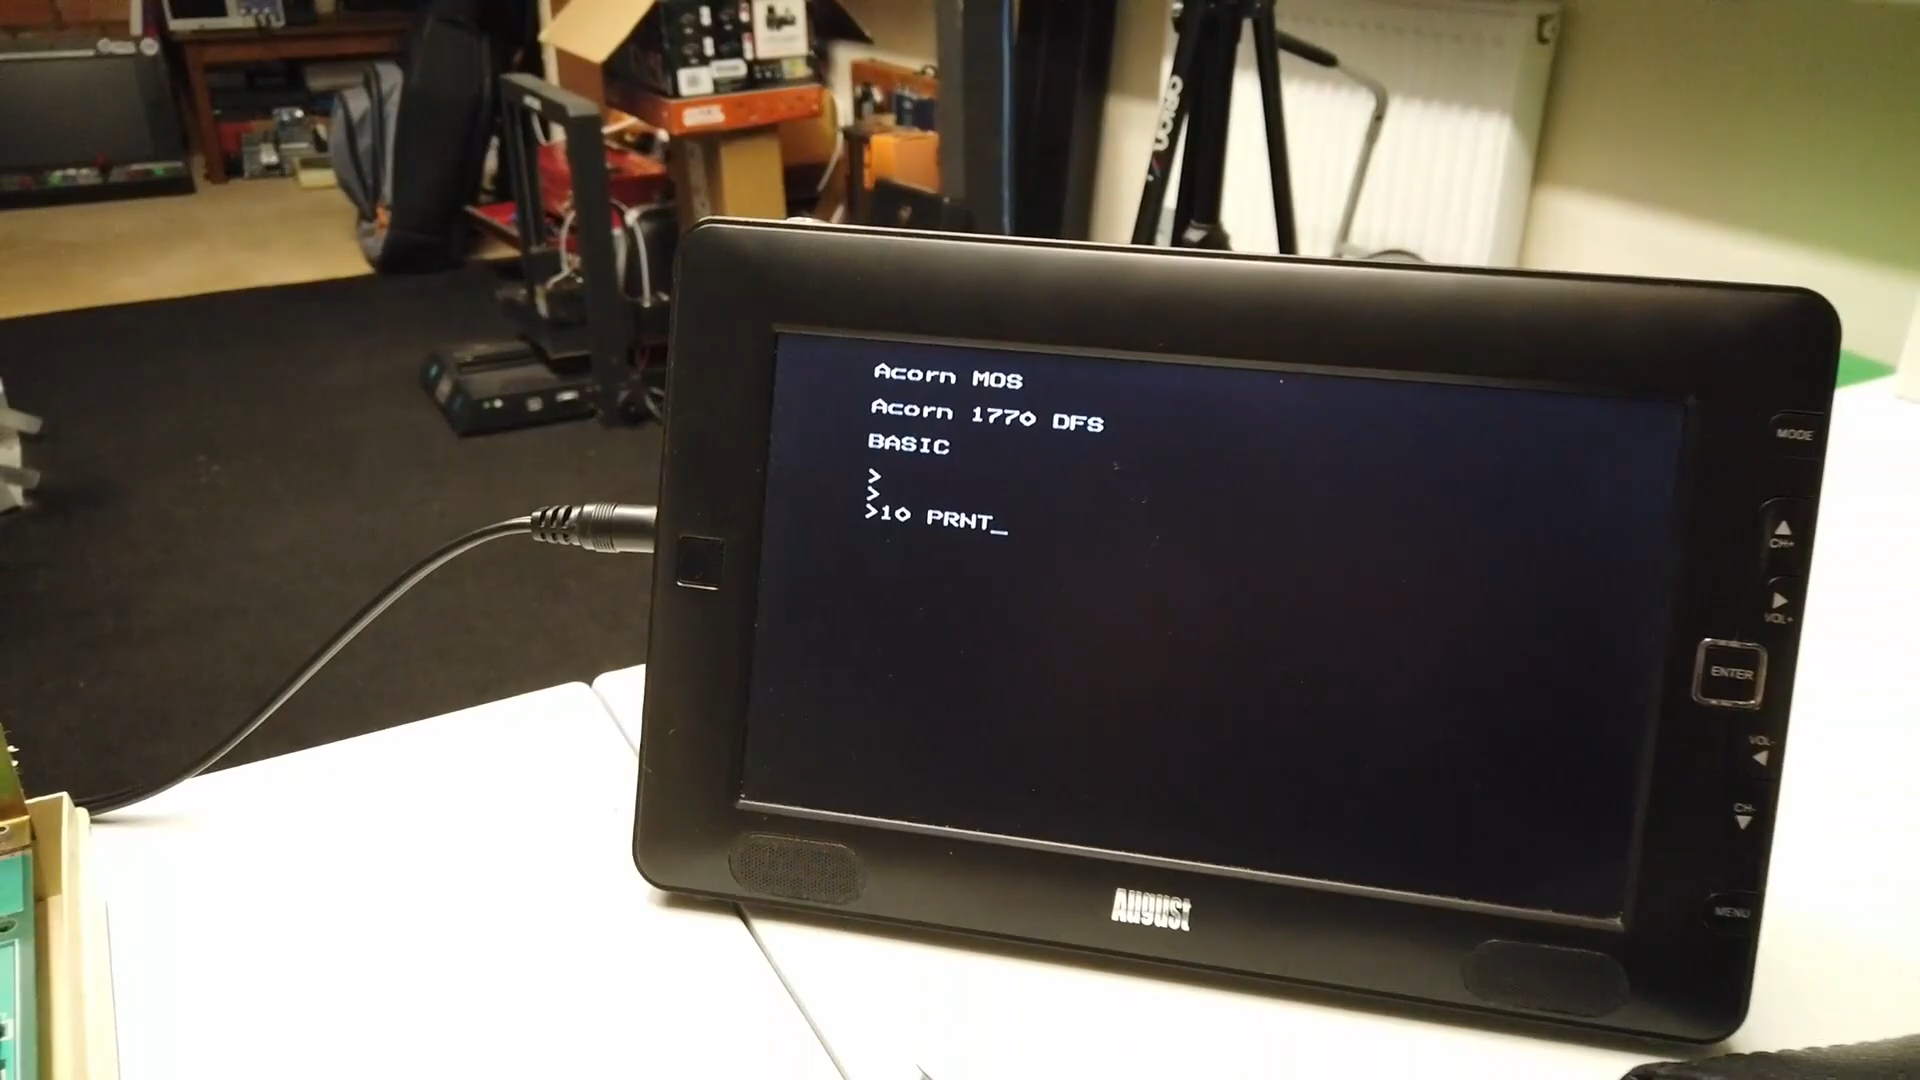 Acorn MOS
Acorn 1770 DFS
BASIC
>
>
>10 PRNT_
MODE
CH+
VOL+
ENTER
VOL-
CH-
MENU
August